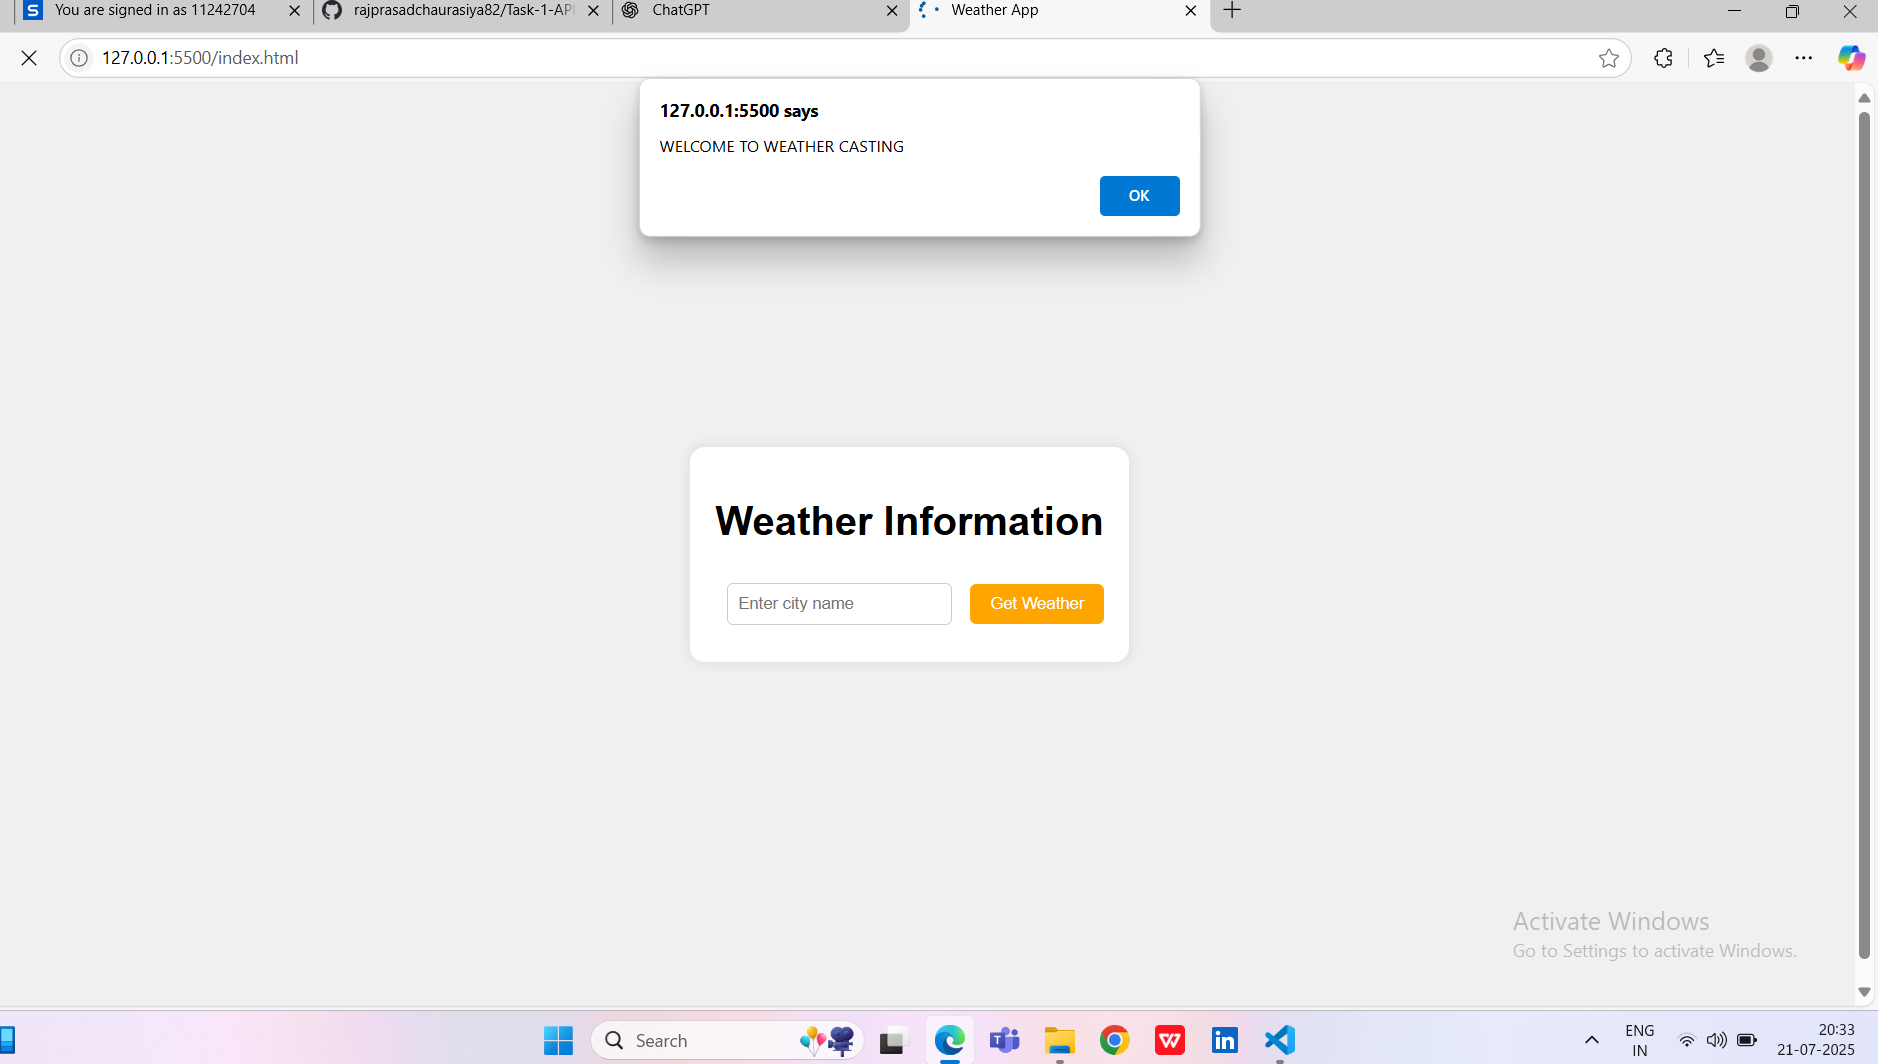 You are signed in as 11242704
rajprasadchaurasiya82/Task-1-AP
ChatGPT
Weather App
127.0.0.1:5500/index.html
127.0.0.1:5500 says
WELCOME TO WEATHER CASTING
OK
Weather Information
Enter city name
Get Weather
Activate Windows
Go to Settings to activate Windows.
Search
ENG
IN
20:33
21-07-2025